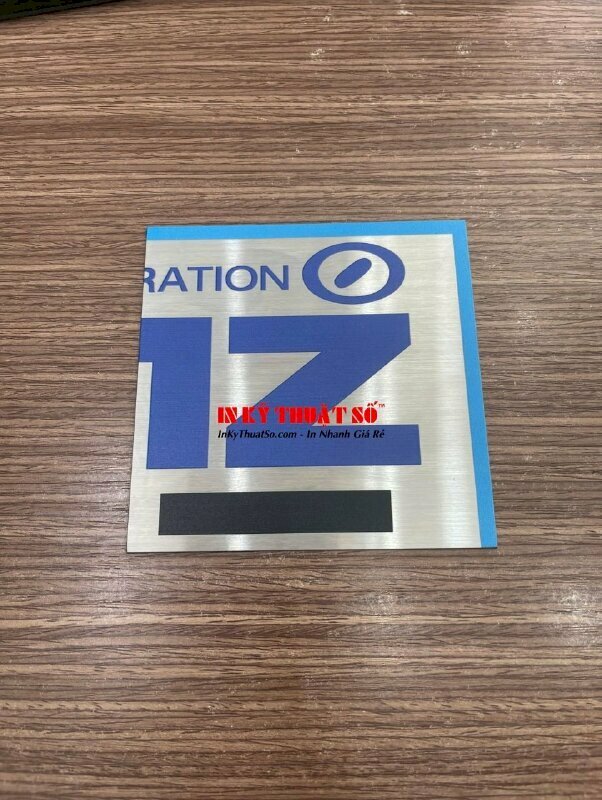 RATION
1Z
IN KỸ THUẬT SỐ™
InKyThuatSo.com - In Nhanh Giá Rẻ